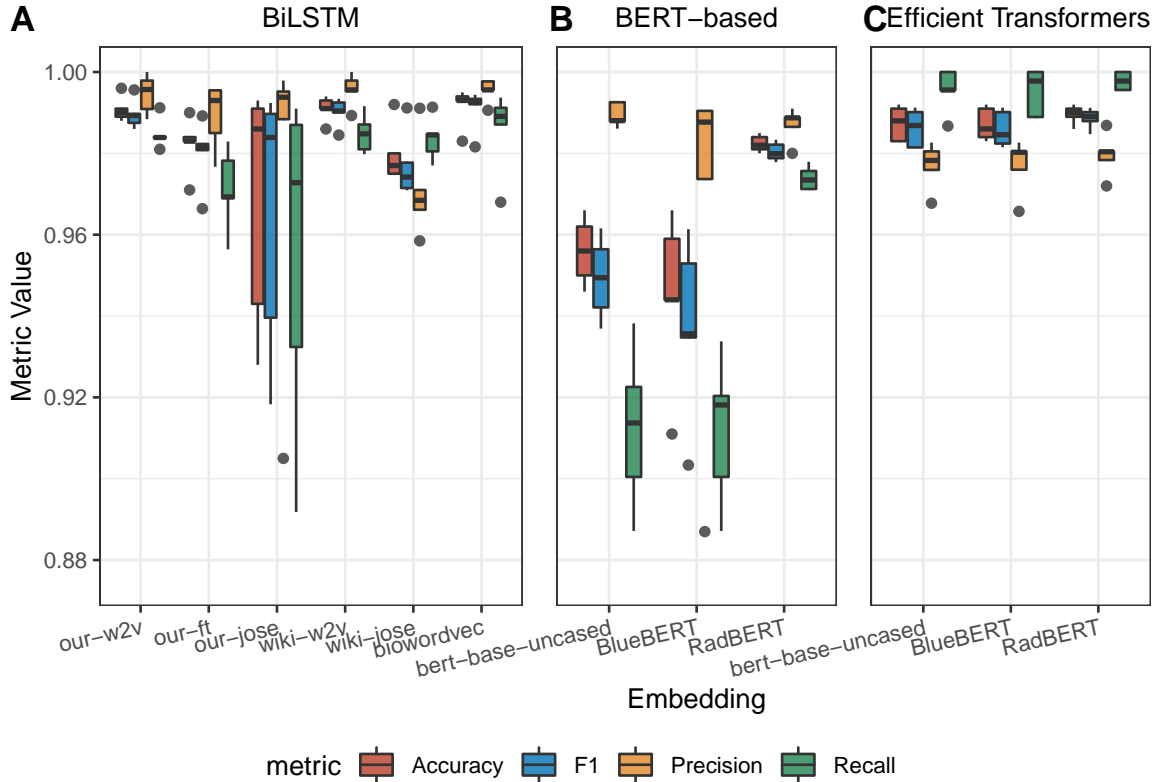 A BiLSTM
B BERT−based
C Efficient Transformers
Metric Value
1.00
0.96
0.92
0.88
our−w2v
our−ft
our−jose
wiki−w2v
wiki−jose
biowordvec
bert−base−uncased
BlueBERT
RadBERT
bert−base−uncased
BlueBERT
RadBERT
Embedding
metric Accuracy F1 Precision Recall